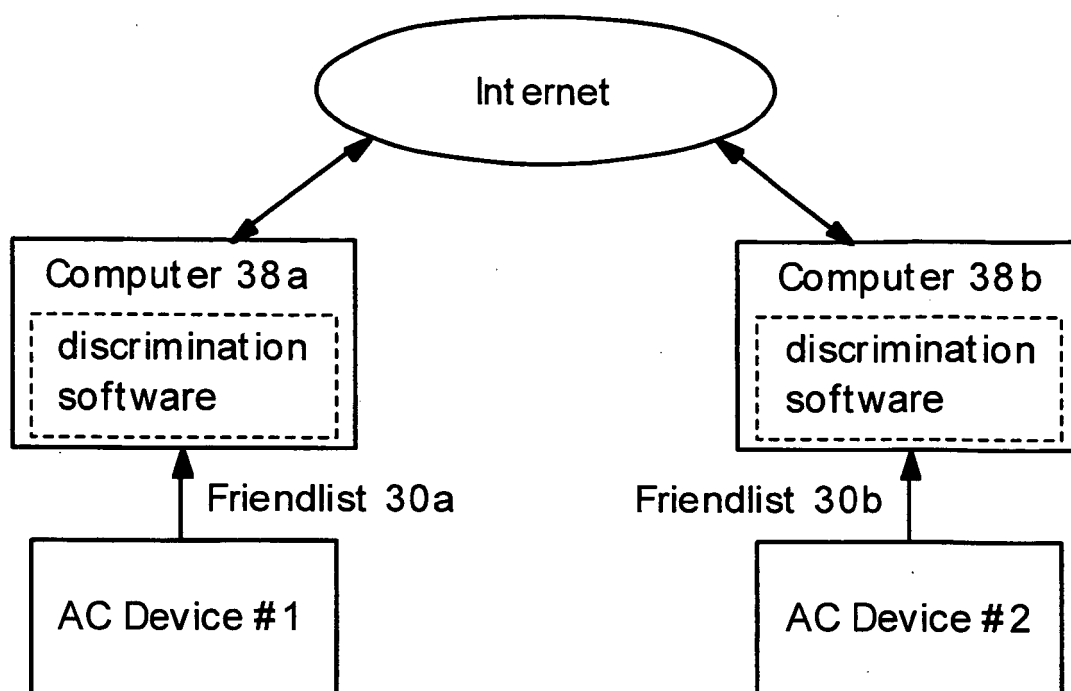 Internet
Computer 38a
discrimination
software
Computer 38b
discrimination
software
Friendlist 30a
Friendlist 30b
AC Device #1
AC Device #2